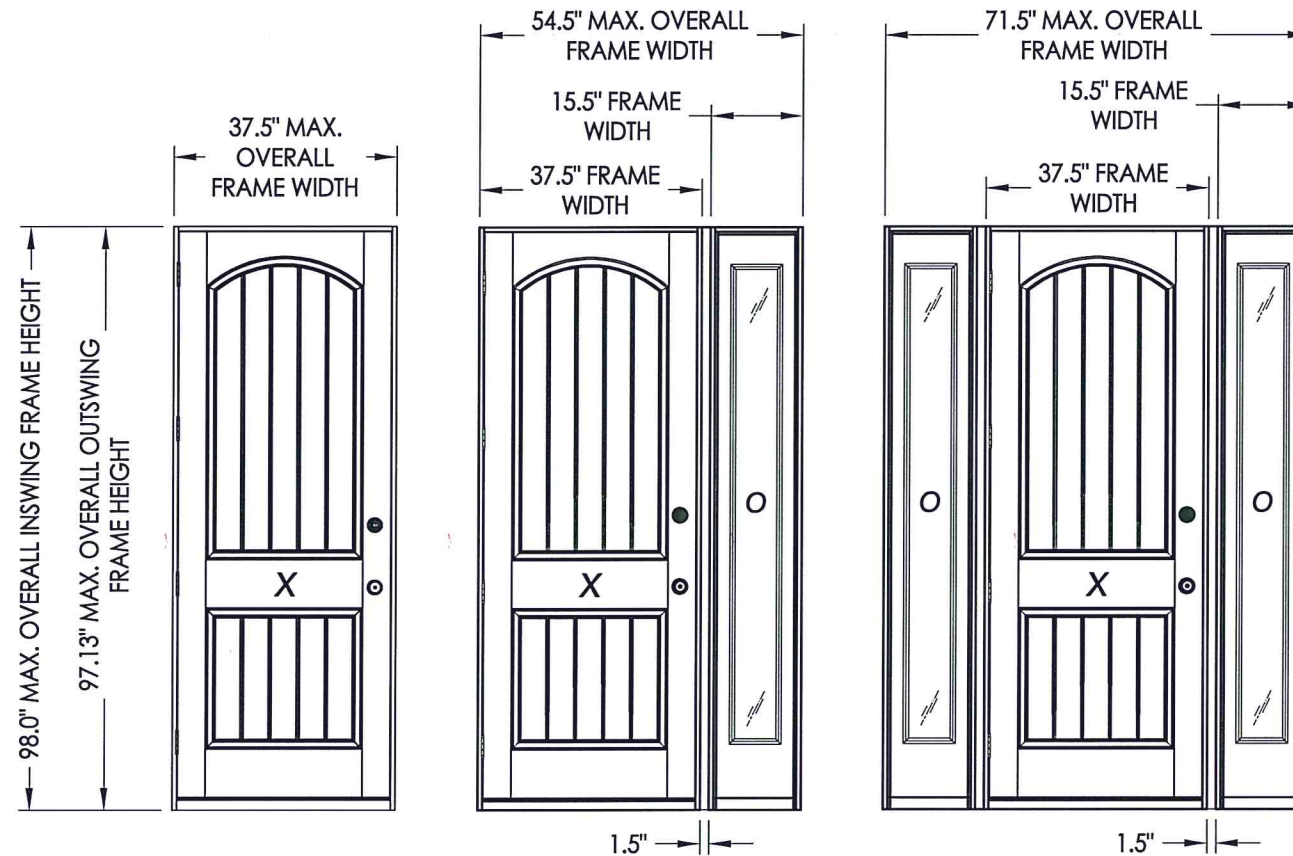 37.5" MAX.
OVERALL
FRAME WIDTH
98.0" MAX. OVERALL INSWING FRAME HEIGHT
97.13" MAX. OVERALL OUTSWING
FRAME HEIGHT
X
54.5" MAX. OVERALL
FRAME WIDTH
15.5" FRAME
WIDTH
37.5" FRAME
WIDTH
X
O
1.5"
71.5" MAX. OVERALL
FRAME WIDTH
15.5" FRAME
WIDTH
37.5" FRAME
WIDTH
O
X
O
1.5"